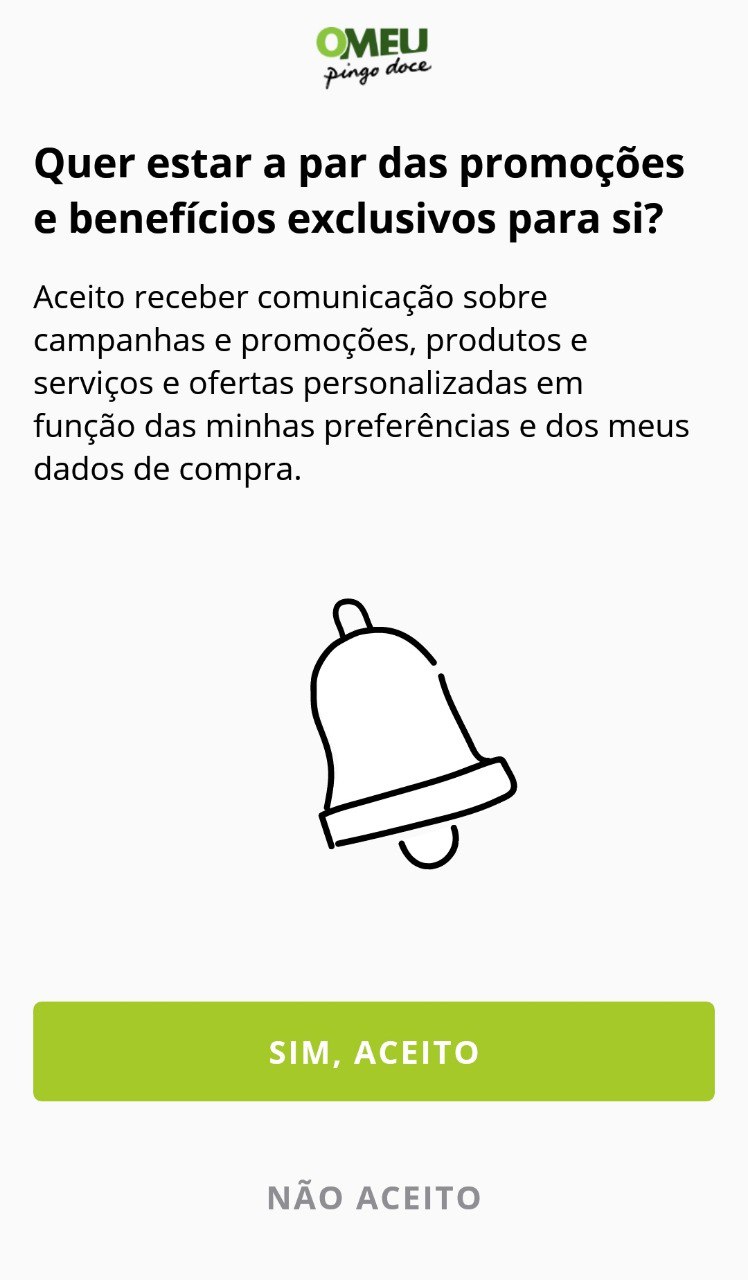 OMEU
pingo doce
Quer estar a par das promoções
e benefícios exclusivos para si?
Aceito receber comunicação sobre
campanhas e promoções, produtos e
serviços e ofertas personalizadas em
função das minhas preferências e dos meus
dados de compra.
SIM, ACEITO
NÃO ACEITO